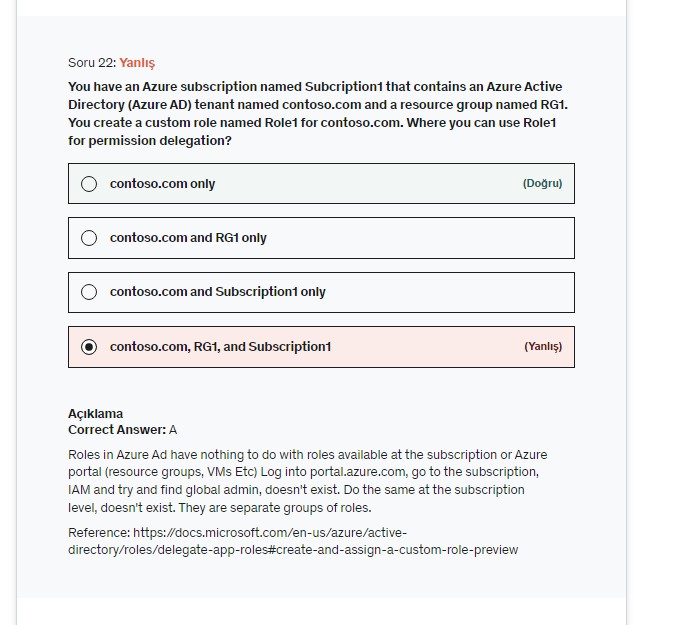 Soru 22: Yanlış
You have an Azure subscription named Subcription1 that contains an Azure Active
Directory (Azure AD) tenant named contoso.com and a resource group named RG1.
You create a custom role named Role1 for contoso.com. Where you can use Role1
for permission delegation?
contoso.com only (Doğru)
contoso.com and RG1 only
contoso.com and Subscription1 only
contoso.com, RG1, and Subscription1 (Yanlış)
Açıklama
Correct Answer: A
Roles in Azure Ad have nothing to do with roles available at the subscription or Azure
portal (resource groups, VMs Etc) Log into portal.azure.com, go to the subscription,
IAM and try and find global admin, doesn't exist. Do the same at the subscription
level, doesn't exist. They are separate groups of roles.
Reference: https://docs.microsoft.com/en-us/azure/active-
directory/roles/delegate-app-roles#create-and-assign-a-custom-role-preview